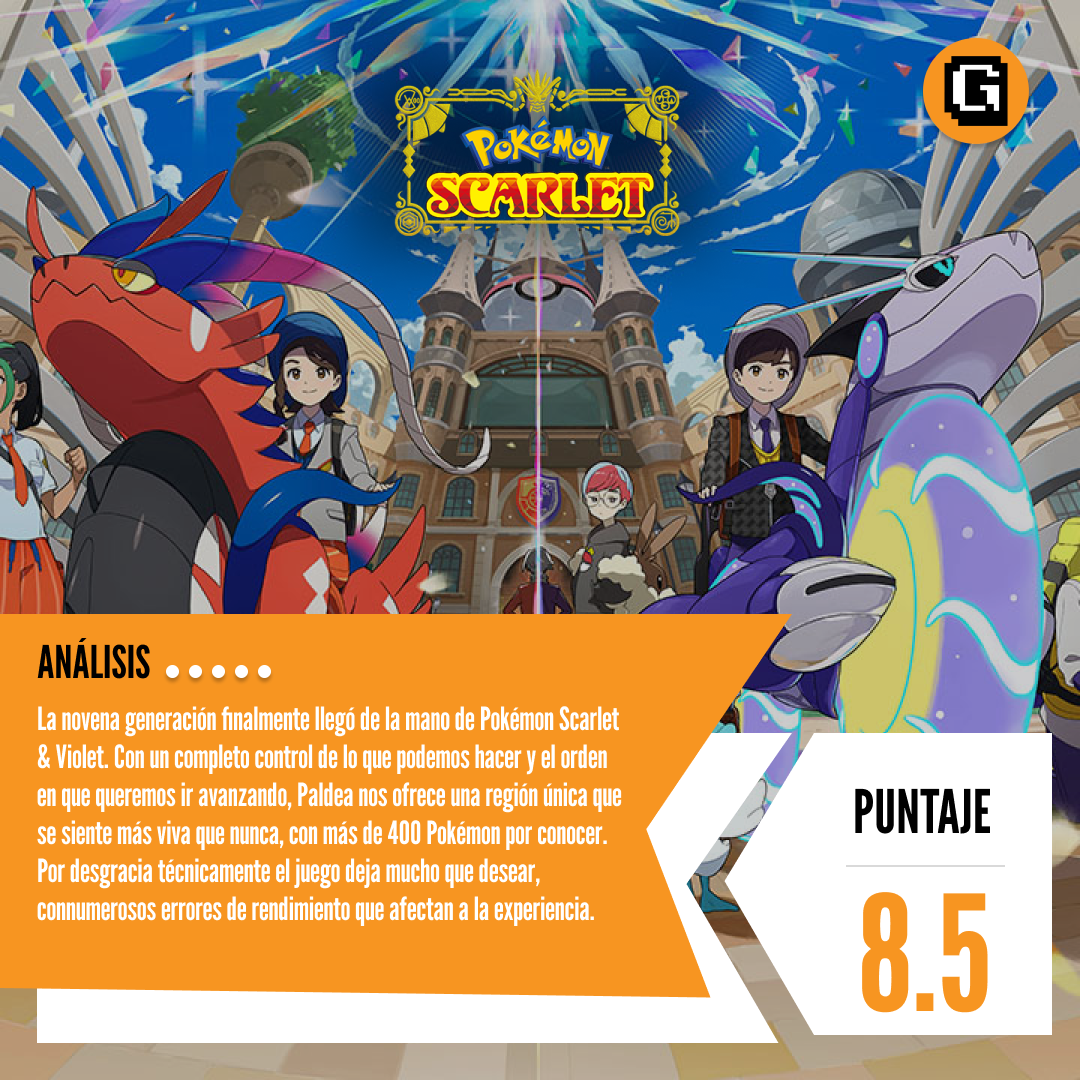 G
POKÉMON
SCARLET
ANÁLISIS
La novena generación finalmente llegó de la mano de Pokémon Scarlet
& Violet. Con un completo control de lo que podemos hacer y el orden
en que queremos ir avanzando, Paldea nos ofrece una región única que
se siente más viva que nunca, con más de 400 Pokémon por conocer.
Por desgracia técnicamente el juego deja mucho que desear,
connumerosos errores de rendimiento que afectan a la experiencia.
PUNTAJE
8.5